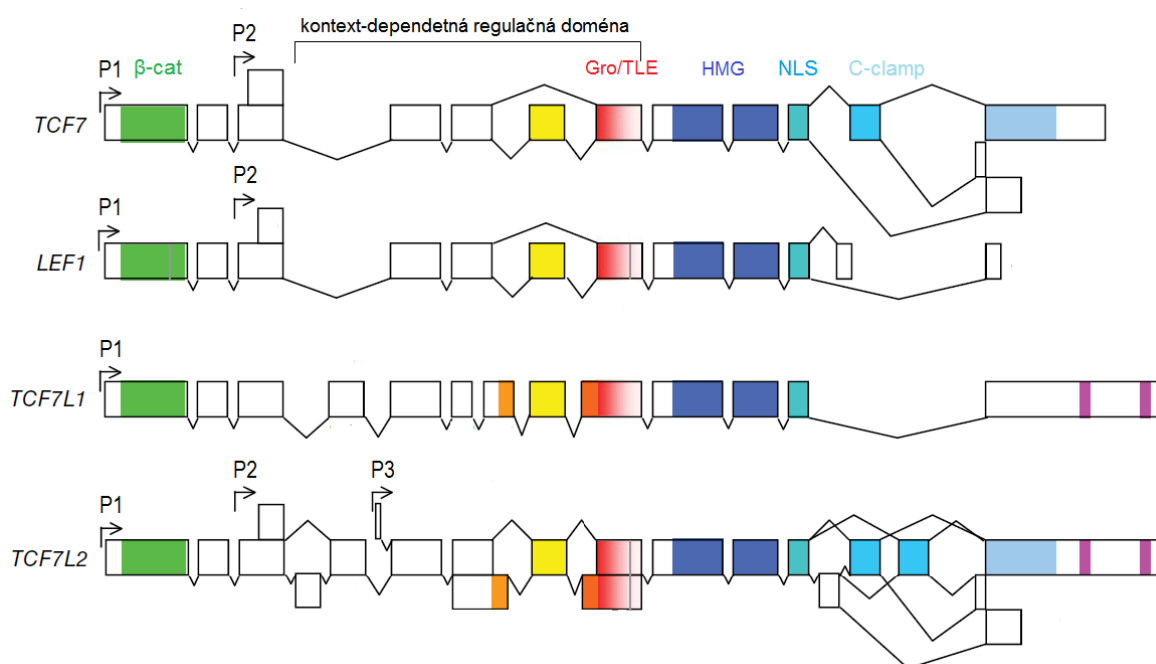 kontext-dependetná regulačná doména
P2
P1
β-cat
Gro/TLE
HMG
NLS
C-clamp
TCF7
P2
P1
LEF1
P1
TCF7L1
P2
P3
P1
TCF7L2